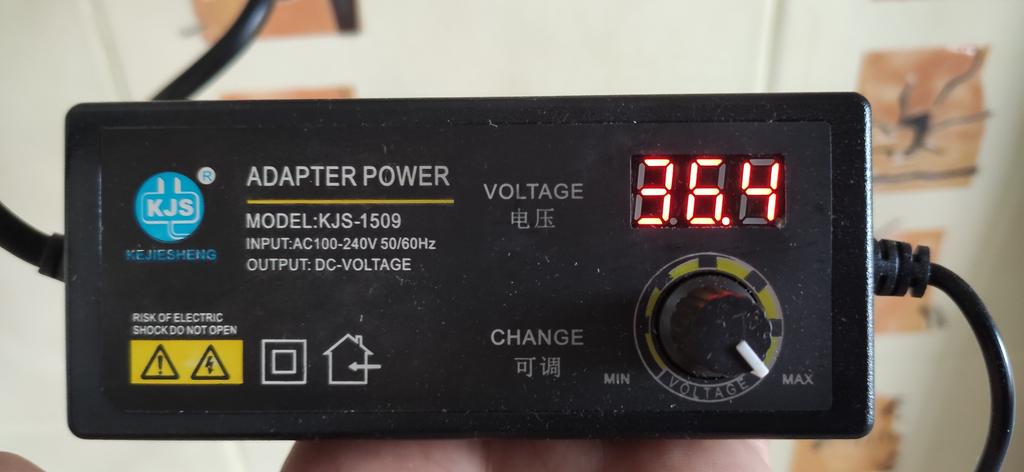 KJS
®
KEJIESHENG
ADAPTER POWER
MODEL:KJS-1509
INPUT:AC100-240V 50/60Hz
OUTPUT: DC-VOLTAGE
RISK OF ELECTRIC
SHOCK DO NOT OPEN
VOLTAGE
电压
36.4
CHANGE
可调
MIN
VOLTAGE
MAX